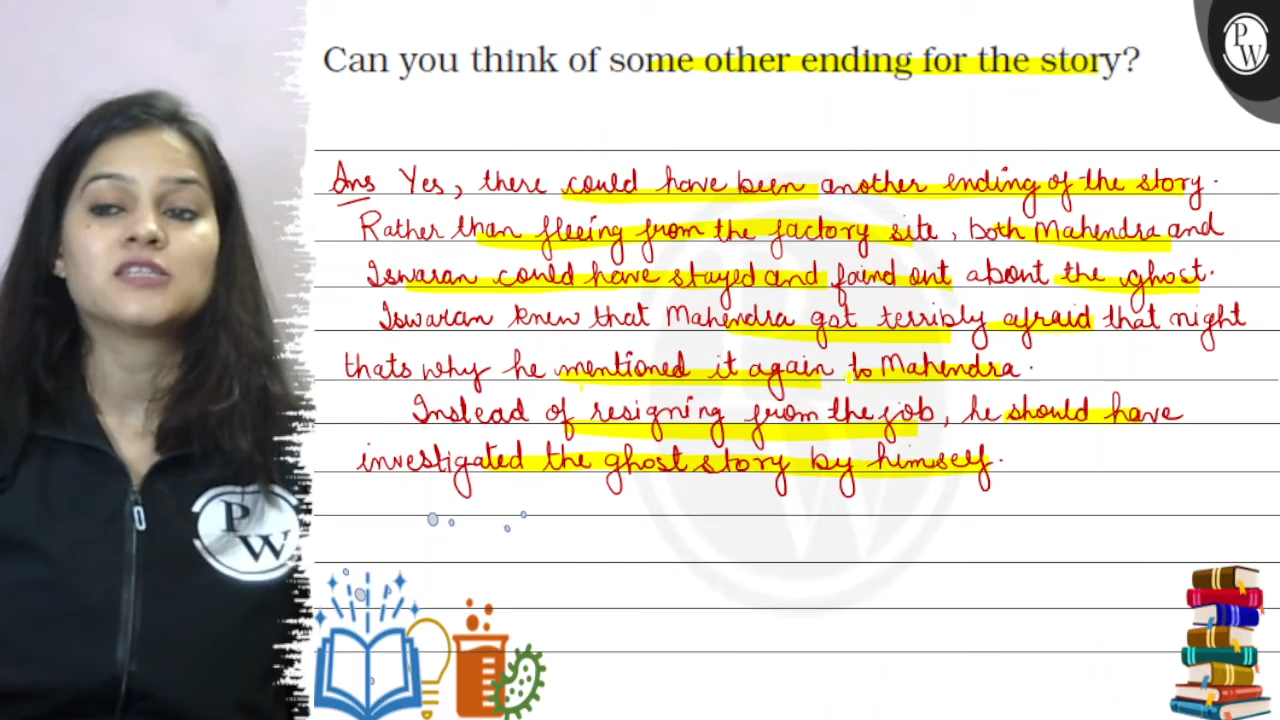 Can you think of some other ending for the story?
P
W
Ans Yes, there could have been another ending of the story.
Rather than fleeing from the factory site, both Mahendra and
Iswaran could have stayed and found out about the ghost.
Iswaran knew that Mahendra got terribly afraid that night
thats why he mentioned it again to Mahendra.
Instead of resigning from the job, he should have
investigated the ghost story by himself.
P
W